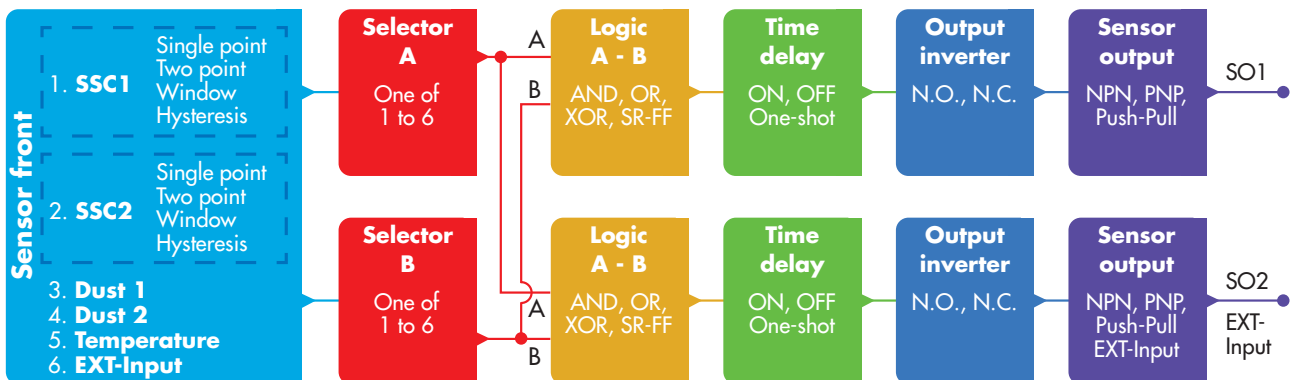 Sensor front
1. SSC1
Single point
Two point
Window
Hysteresis
2. SSC2
Single point
Two point
Window
Hysteresis
3. Dust 1
4. Dust 2
5. Temperature
6. EXT-Input
Selector
A
One of
1 to 6
A
B
Logic
A - B
AND, OR,
XOR, SR-FF
Time
delay
ON, OFF
One-shot
Output
inverter
N.O., N.C.
Sensor
output
NPN, PNP,
Push-Pull
SO1
Selector
B
One of
1 to 6
A
B
Logic
A - B
AND, OR,
XOR, SR-FF
Time
delay
ON, OFF
One-shot
Output
inverter
N.O., N.C.
Sensor
output
NPN, PNP,
Push-Pull
EXT-Input
SO2
EXT-
Input